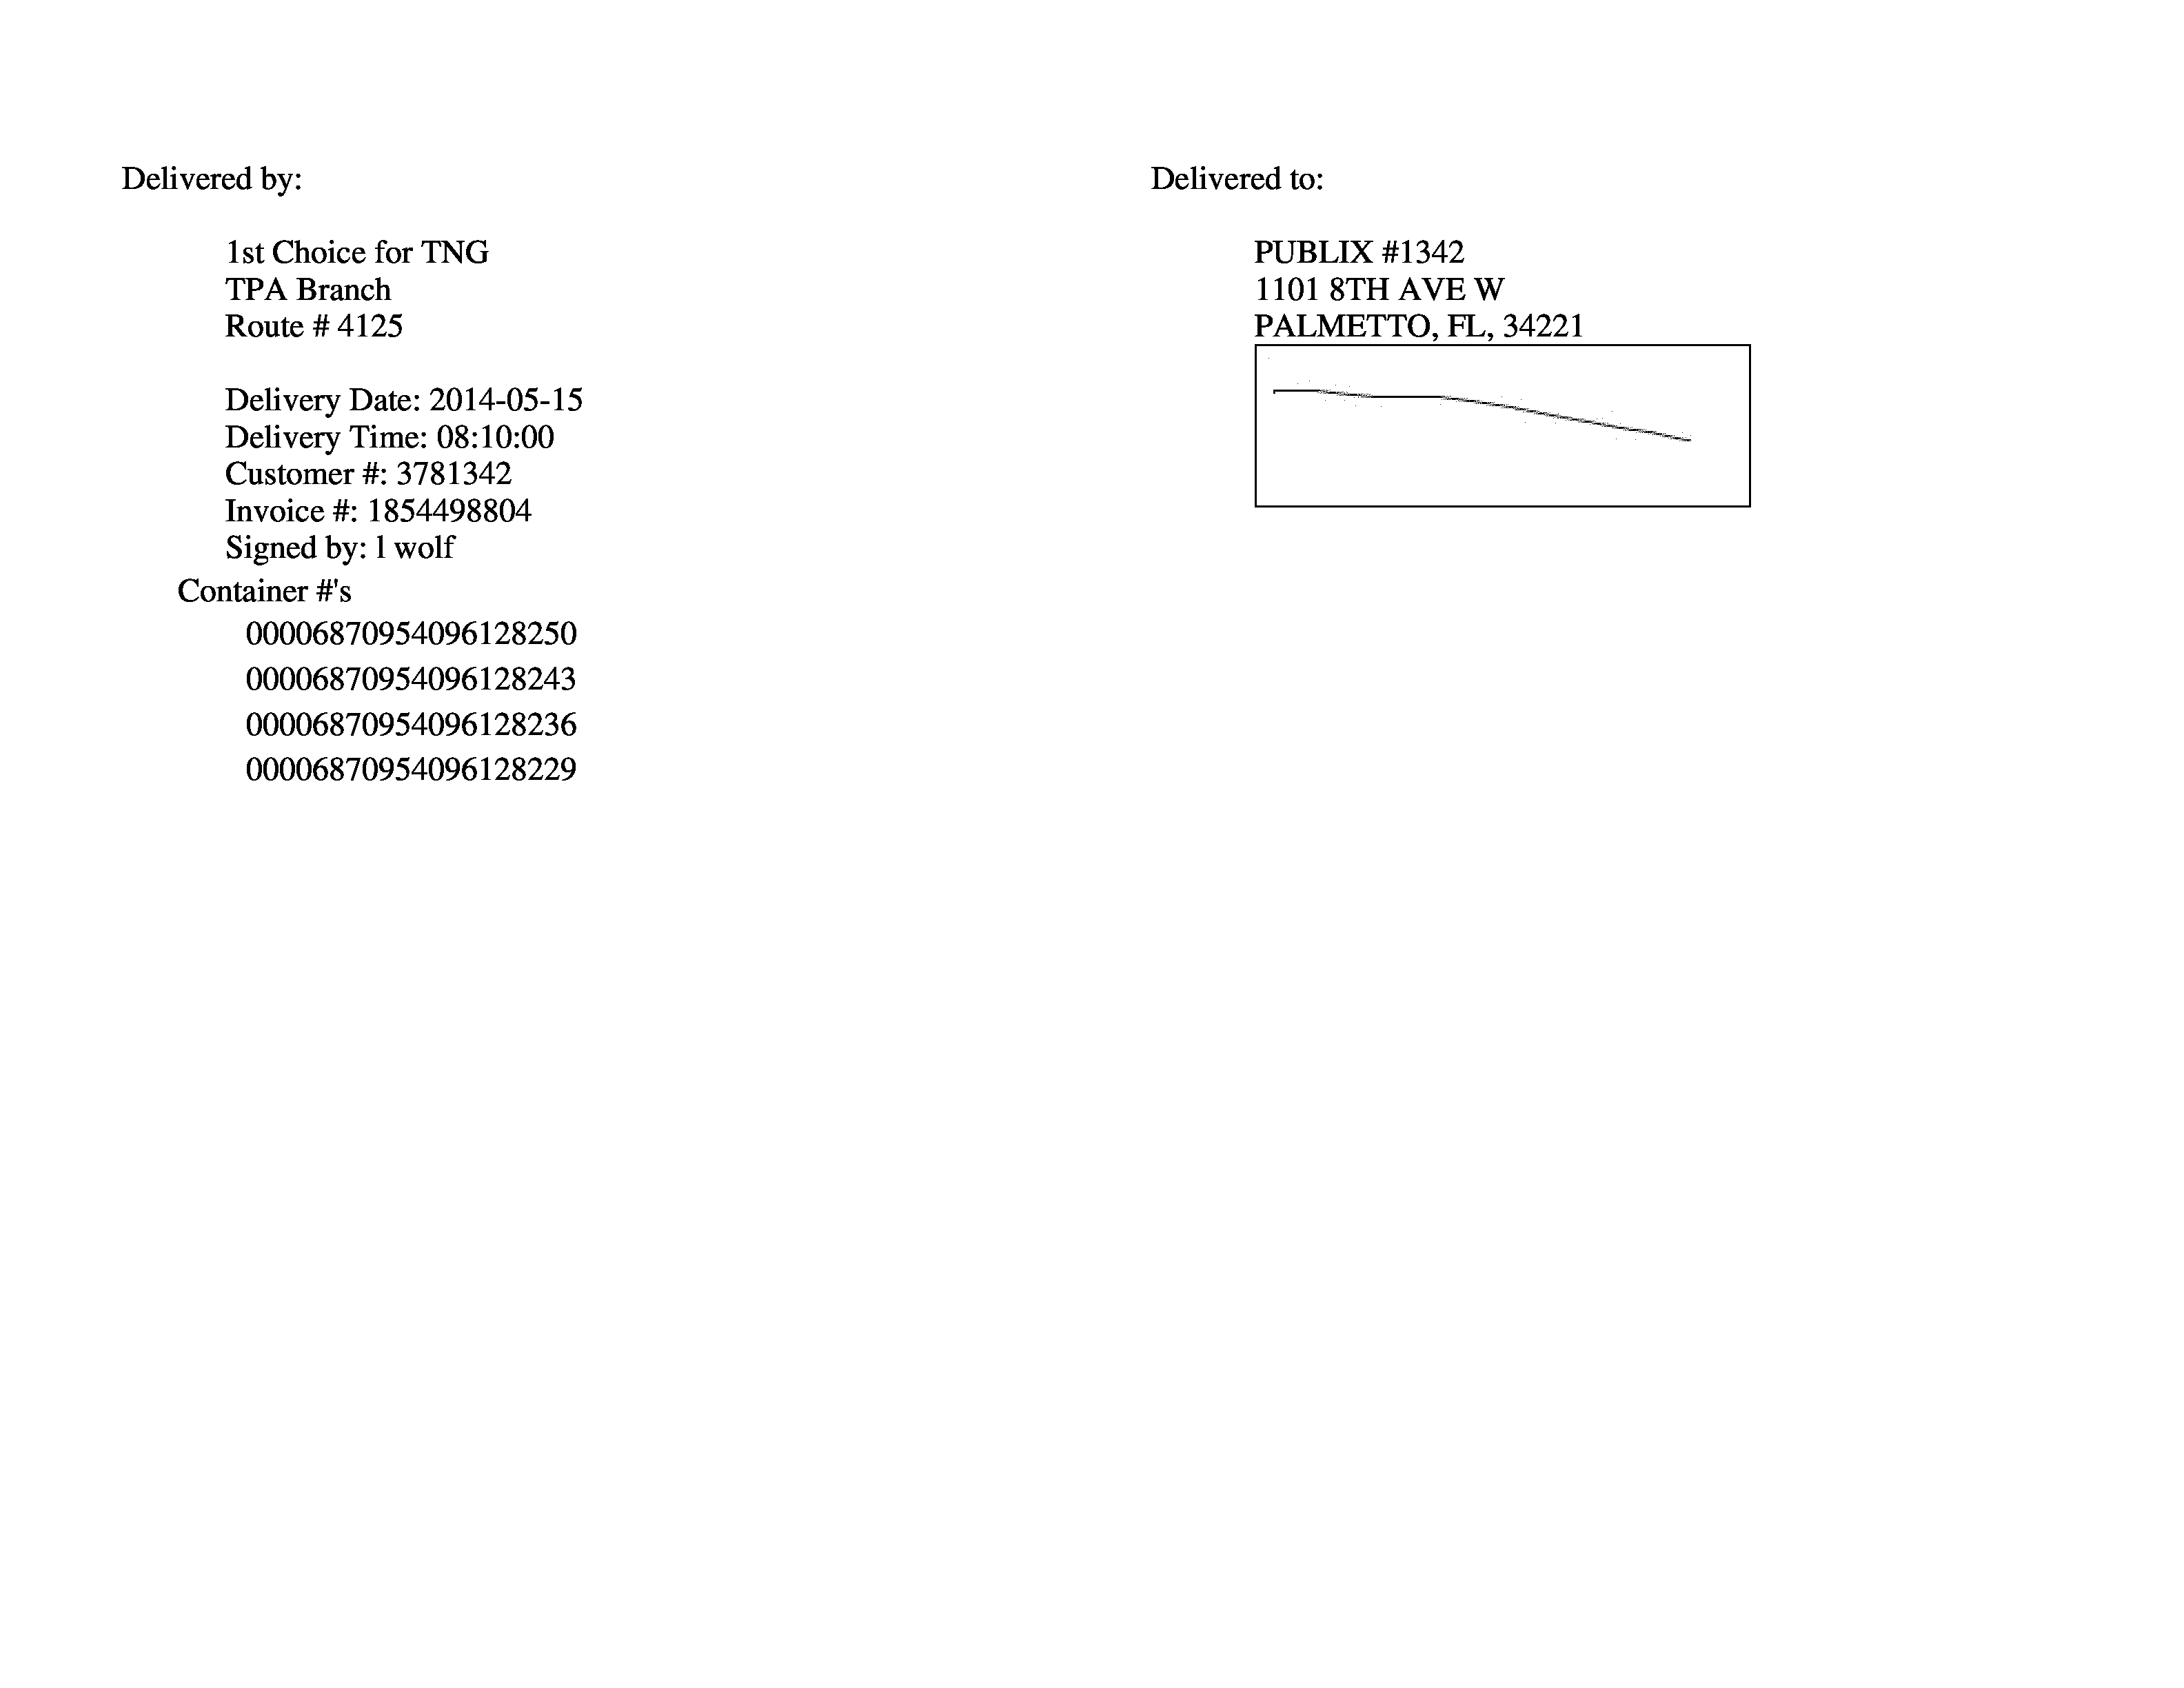 Delivered by:
1st Choice for TNG
TPA Branch
Route # 4125
Delivery Date: 2014-05-15
Delivery Time: 08:10:00
Customer #: 3781342
Invoice #: 1854498804
Signed by: l wolf
Container #'s
00006870954096128250
00006870954096128243
00006870954096128236
00006870954096128229
Delivered to:
PUBLIX #1342
1101 8TH AVE W
PALMETTO, FL, 34221